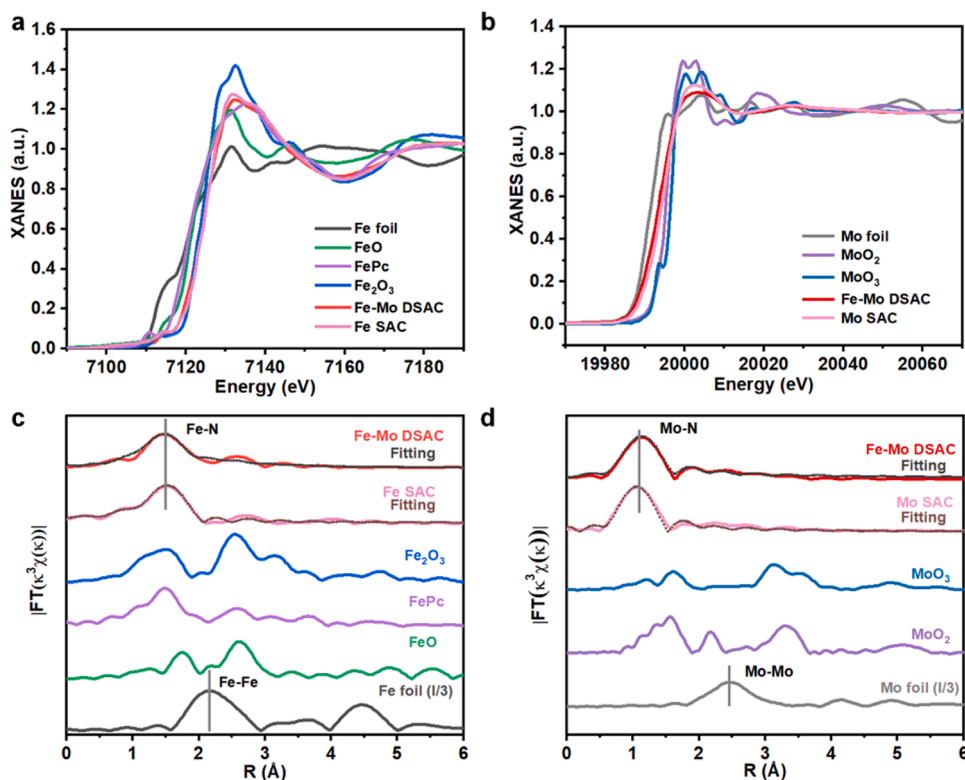 a
XANES (a.u.)
1.6
1.4
1.2
1.0
0.8
0.6
0.4
0.2
0.0
Fe foil
FeO
FePc
Fe₂O₃
Fe-Mo DSAC
Fe SAC
7100 7120 7140 7160 7180
Energy (eV)
b
XANES (a.u.)
1.4
1.2
1.0
0.8
0.6
0.4
0.2
0.0
Mo foil
MoO₂
MoO₃
Fe-Mo DSAC
Mo SAC
19980 20000 20020 20040 20060
Energy (eV)
c
|FT(κ³χ(κ))|
Fe-N
Fe-Mo DSAC
Fitting
Fe SAC
Fitting
Fe₂O₃
FePc
FeO
Fe-Fe
Fe foil (I/3)
0 1 2 3 4 5 6
R (Å)
d
|FT(κ³χ(κ))|
Mo-N
Fe-Mo DSAC
Fitting
Mo SAC
Fitting
MoO₃
MoO₂
Mo-Mo
Mo foil (I/3)
0 1 2 3 4 5 6
R (Å)